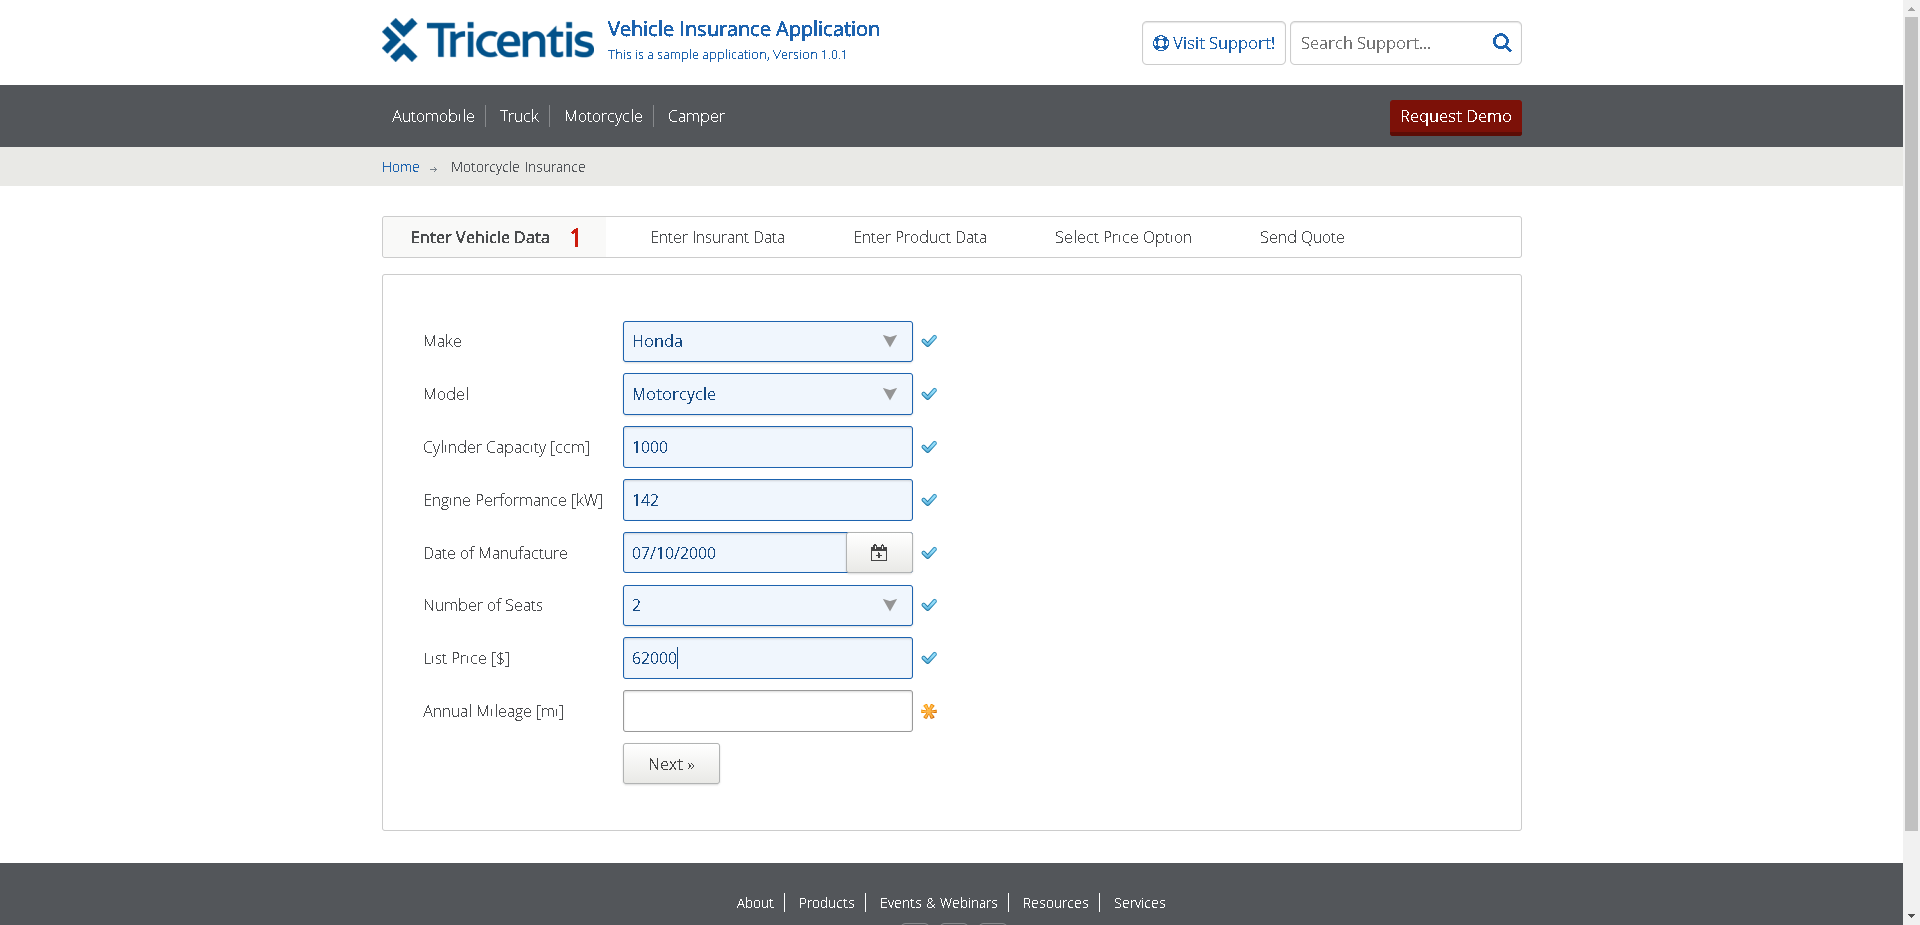 Tricentis
Vehicle Insurance Application
This is a sample application, Version 1.0.1
Visit Support!
Search Support...
Automobile
Truck
Motorcycle
Camper
Request Demo
Home → Motorcycle Insurance
Enter Vehicle Data 1
Enter Insurant Data
Enter Product Data
Select Price Option
Send Quote
Make
Honda
Model
Motorcycle
Cylinder Capacity [ccm]
1000
Engine Performance [kW]
142
Date of Manufacture
07/10/2000
Number of Seats
2
List Price [$]
62000
Annual Mileage [mi]
Next »
About
Products
Events & Webinars
Resources
Services